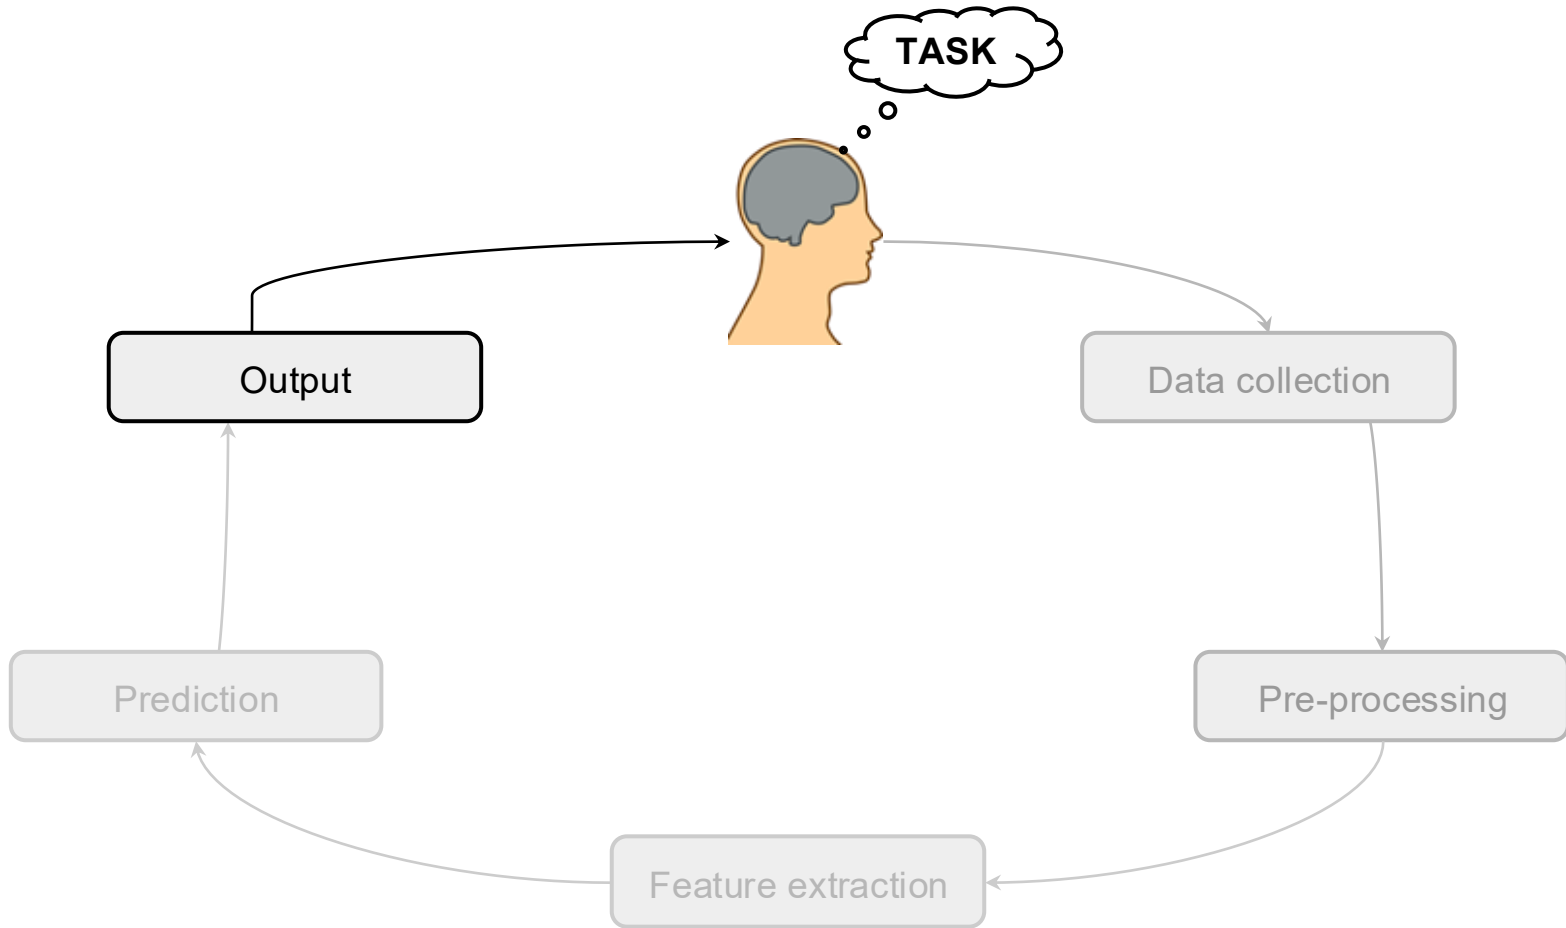 TASK
Output
Data collection
Prediction
Pre-processing
Feature extraction